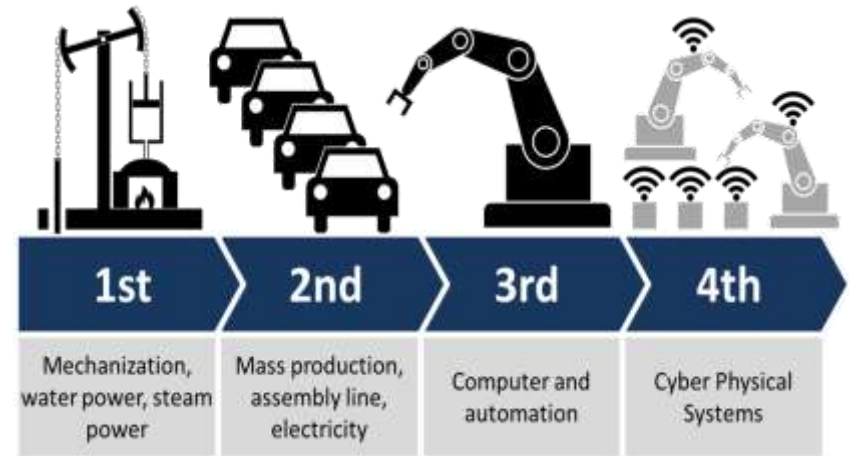 1st
2nd
3rd
4th
Mechanization,
water power, steam
power
Mass production,
assembly line,
electricity
Computer and
automation
Cyber Physical
Systems